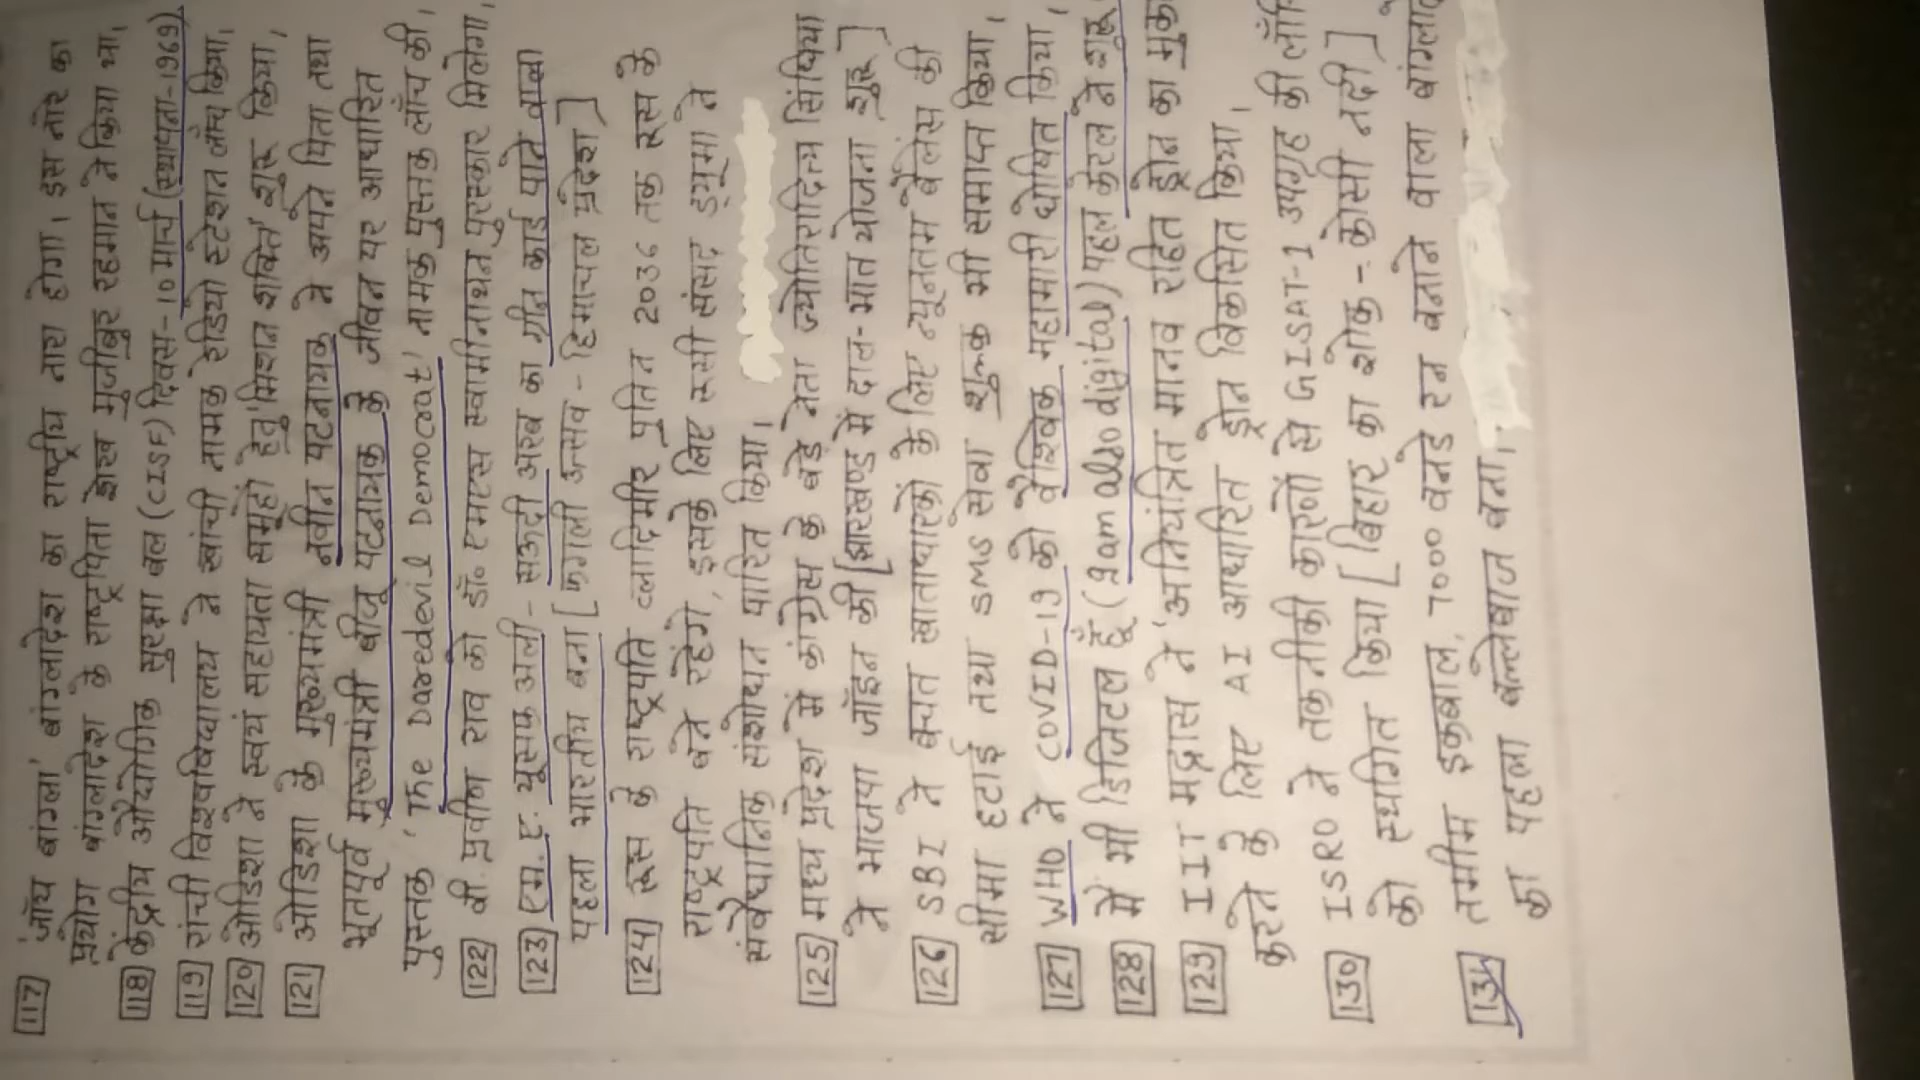 [117] 'जॉय बांग्ला' बांग्लादेश का राष्ट्रीय नारा होगा। इस नारे का
प्रयोग बांग्लादेश के राष्ट्रपिता शेख मुजीबुर रहमान ने किया था।
[118] केंद्रीय औद्योगिक सुरक्षा बल (CISF) दिवस- 10 मार्च (स्थापना-1969)
[119] रांची विश्वविद्यालय ने खांची नामक रेडियो स्टेशन लॉंच किया।
[120] ओडिशा ने स्वयं सहायता समूहों हेतु 'मिशन शक्ति' शुरू किया।
[121] ओडिशा के मुख्यमंत्री नवीन पटनायक ने अपने पिता तथा
भूतपूर्व मुख्यमंत्री बीजू पटनायक के जीवन पर आधारित
पुस्तक 'The Daredevil Democrat' नामक पुस्तक लॉंच की।
[122] वी. प्रवीण राव को डॉ॰ एमएस स्वामीनाथन पुरस्कार मिलेगा।
[123] एम. ए. यूसुफ अली - सऊदी अरब का ग्रीन कार्ड पाने वाला
पहला भारतीय बना [फगली उत्सव - हिमाचल प्रदेश]
[124] रूस के राष्ट्रपति व्लादिमीर पुतिन 2036 तक रूस के
राष्ट्रपति बने रहेंगे, इसके लिए रूसी संसद ड्यूमा ने
संवैधानिक संशोधन पारित किया।
[125] मध्य प्रदेश में कांग्रेस के बड़े नेता ज्योतिरादित्य सिंधिया
ने भाजपा जॉइन की [झारखण्ड में दाल-भात योजना शुरू]
[126] SBI ने बचत खाताधारकों के लिए न्यूनतम बैलेंस की
सीमा हटाई तथा SMS सेवा शुल्क भी समाप्त किया।
[127] WHO ने COVID-19 को वैश्विक महामारी घोषित किया।
[128] मैं भी डिजिटल हूँ (I am also digital) पहल केरल ने शुरू
[129] IIT मद्रास ने 'अनियंत्रित मानव रहित ड्रोन का
करने के लिए AI आधारित ड्रोन विकसित किया।
[130] ISRO ने तकनीकी कारणों से GISAT-1 उपग्रह की
को स्थगित किया [बिहार का शोक - कोसी नदी]
[131] तमीम इकबाल, 7000 वनडे रन बनाने वाला
का पहला बल्लेबाज बना।